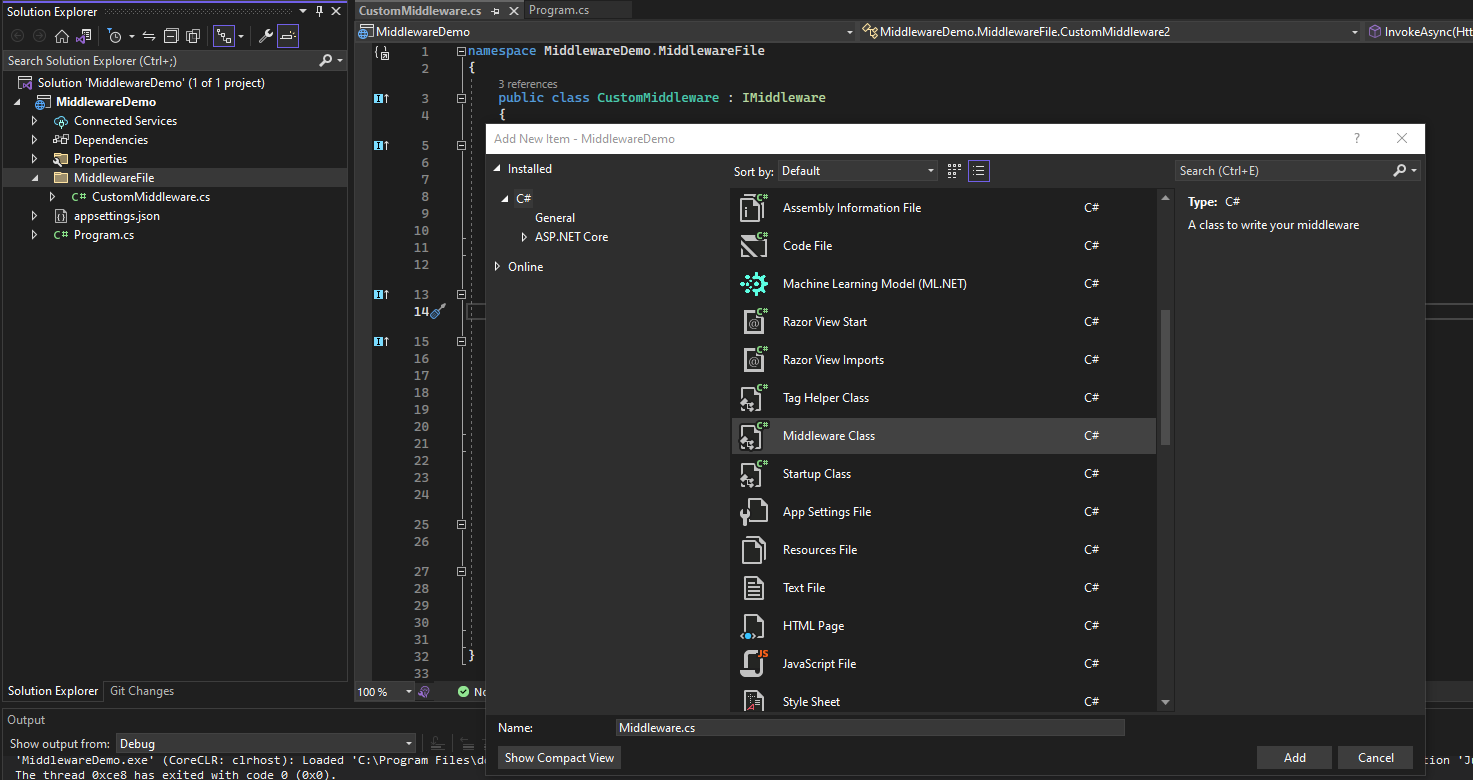 Solution Explorer
Search Solution Explorer (Ctrl+;)
Solution 'MiddlewareDemo' (1 of 1 project)
MiddlewareDemo
Connected Services
Dependencies
Properties
MiddlewareFile
C# CustomMiddleware.cs
appsettings.json
C# Program.cs
Solution Explorer
Git Changes
CustomMiddleware.cs
Program.cs
MiddlewareDemo
MiddlewareDemo.MiddlewareFile.CustomMiddleware2
InvokeAsync(Htt
1 namespace MiddlewareDemo.MiddlewareFile
2 {
3 references
3 public class CustomMiddleware : IMiddleware
4 {
5
6
7
8
9
10
11
12
13
14
15
16
17
18
19
20
21
22
23
24
25
26
27
28
29
30
31
32 }
33
100 %
No
Add New Item - MiddlewareDemo
?
Installed
C#
General
ASP.NET Core
Online
Sort by: Default
Assembly Information File C#
Code File C#
Machine Learning Model (ML.NET) C#
Razor View Start C#
Razor View Imports C#
Tag Helper Class C#
Middleware Class C#
Startup Class C#
App Settings File C#
Resources File C#
Text File C#
HTML Page C#
JavaScript File C#
Style Sheet C#
Search (Ctrl+E)
Type: C#
A class to write your middleware
Name: Middleware.cs
Show Compact View
Add
Cancel
Output
Show output from: Debug
'MiddlewareDemo.exe' (CoreCLR: clrhost): Loaded 'C:\Program Files\do
tion 'Ju
The thread 0xce8 has exited with code 0 (0x0).